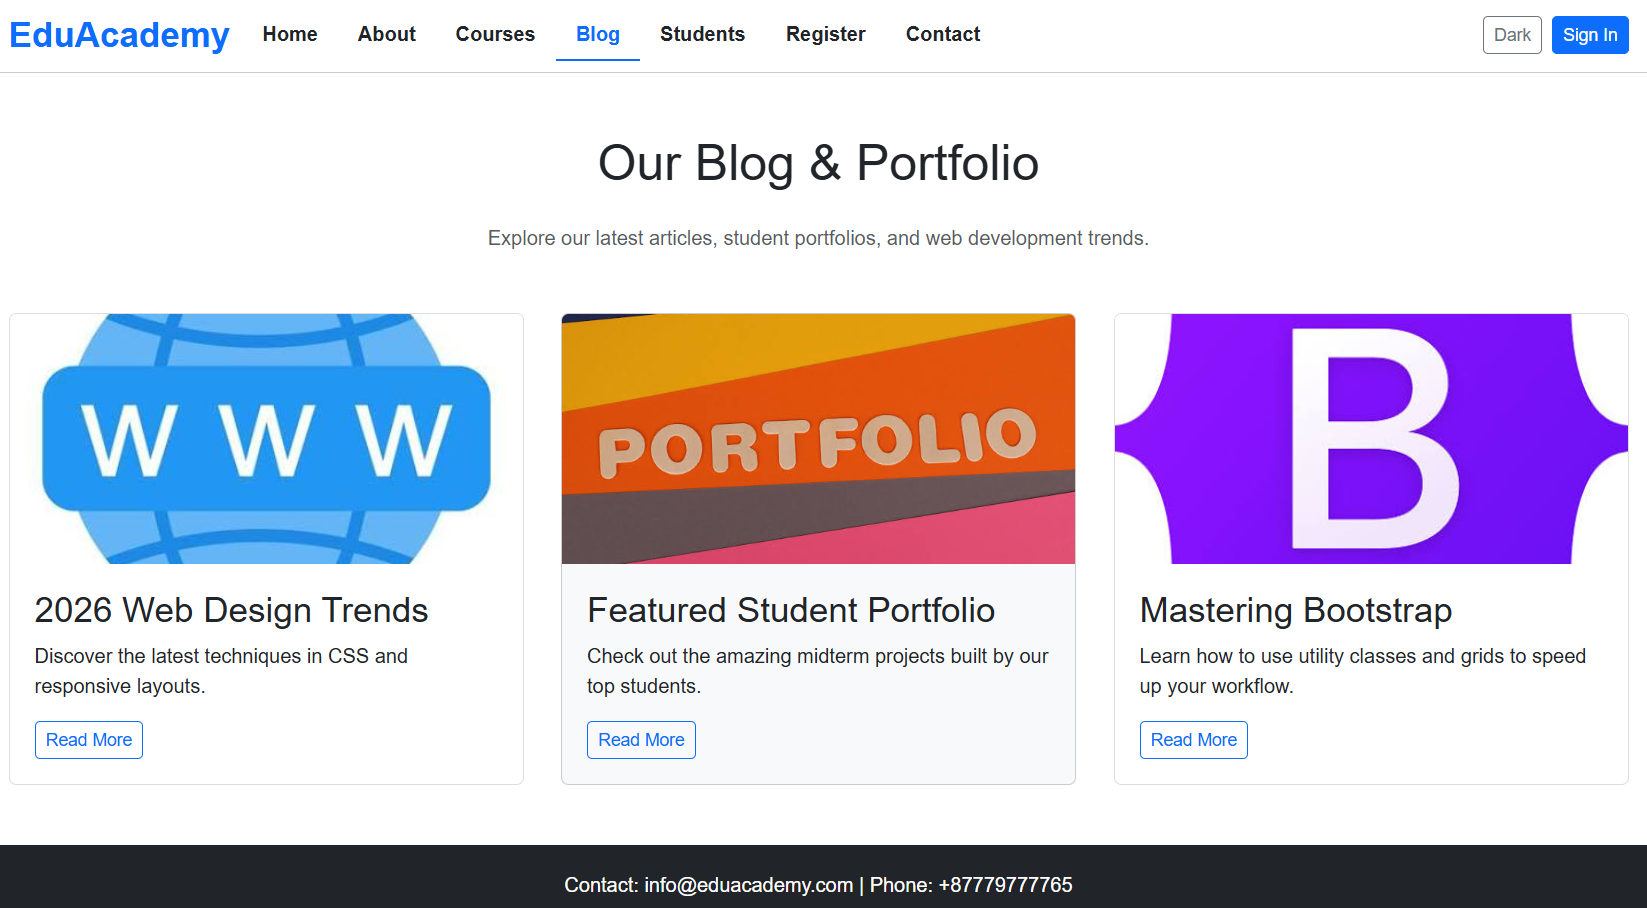 EduAcademy Home About Courses Blog Students Register Contact Dark Sign In
Our Blog & Portfolio
Explore our latest articles, student portfolios, and web development trends.
WWW
2026 Web Design Trends
Discover the latest techniques in CSS and
responsive layouts.
Read More
PORTFOLIO
Featured Student Portfolio
Check out the amazing midterm projects built by our
top students.
Read More
B
Mastering Bootstrap
Learn how to use utility classes and grids to speed
up your workflow.
Read More
Contact: info@eduacademy.com | Phone: +87779777765